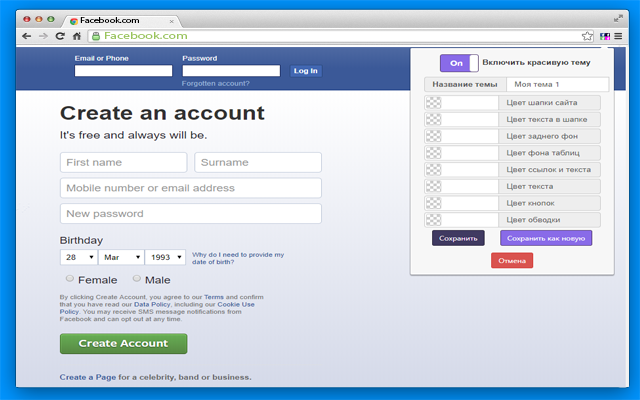 Facebook.com
Facebook.com
Email or Phone
Password
Log In
Forgotten account?
Create an account
It's free and always will be.
First name
Surname
Mobile number or email address
New password
Birthday
28
Mar
1993
Why do I need to provide my
date of birth?
Female
Male
By clicking Create Account, you agree to our Terms and confirm
that you have read our Data Policy, including our Cookie Use
Policy. You may receive SMS message notifications from
Facebook and can opt out at any time.
Create Account
Create a Page for a celebrity, band or business.
On
Включить красивую тему
Название темы
Моя тема 1
Цвет шапки сайта
Цвет текста в шапке
Цвет заднего фон
Цвет фона таблиц
Цвет ссылок и текста
Цвет текста
Цвет кнопок
Цвет обводки
Сохранить
Сохранить как новую
Отмена